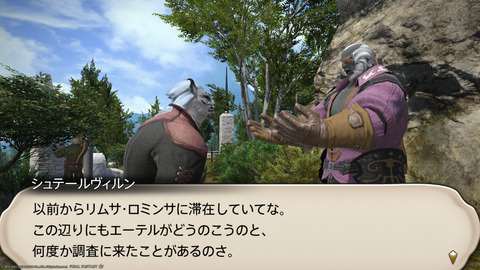 シュテールヴィルン
以前からリムサ・ロミンサに滞在していてな。
この辺りにもエーテルがどうのこうのと、
何度か調査に来たことがあるのさ。